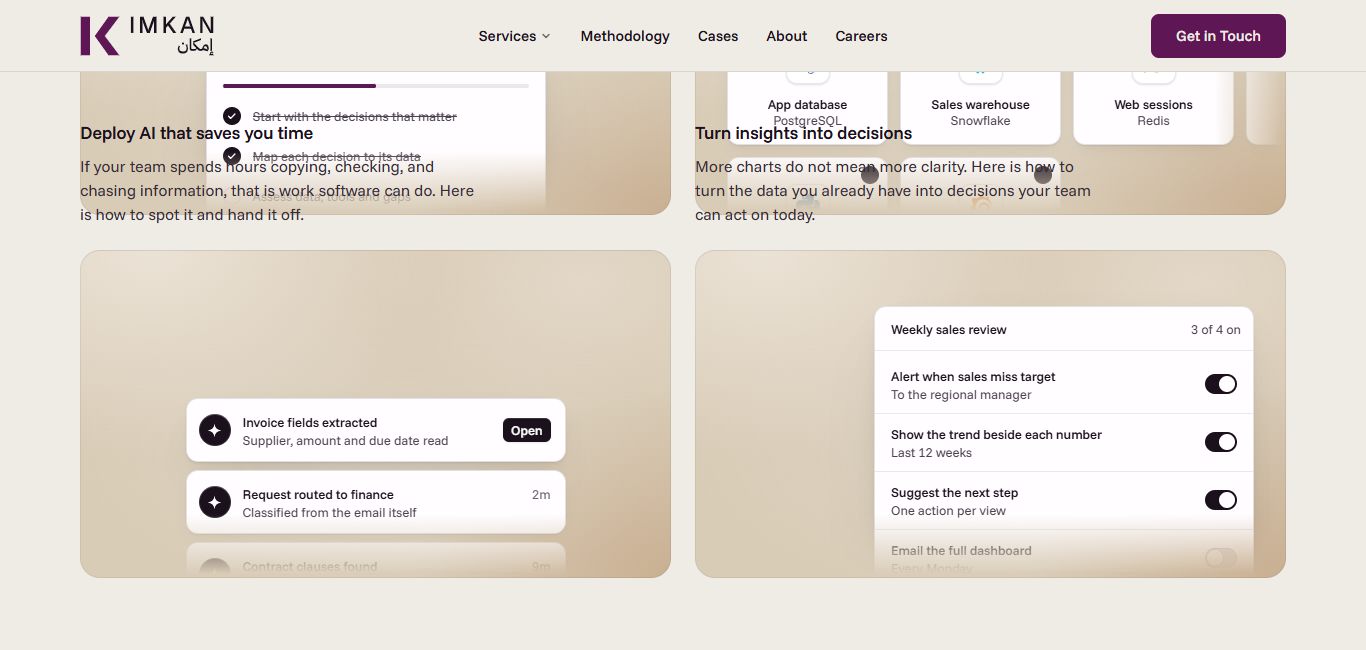 IMKAN
إمكان
Services
Methodology
Cases
About
Careers
Get in Touch
Start with the decisions that matter
Map each decision to its data
Assess data, tools and gaps
Deploy AI that saves you time
If your team spends hours copying, checking, and
chasing information, that is work software can do. Here
is how to spot it and hand it off.
App database
PostgreSQL
Sales warehouse
Snowflake
Web sessions
Redis
Turn insights into decisions
More charts do not mean more clarity. Here is how to
turn the data you already have into decisions your team
can act on today.
Invoice fields extracted
Supplier, amount and due date read
Open
Request routed to finance
2m
Classified from the email itself
Contract clauses found
9m
Weekly sales review
3 of 4 on
Alert when sales miss target
To the regional manager
Show the trend beside each number
Last 12 weeks
Suggest the next step
One action per view
Email the full dashboard
Every Monday